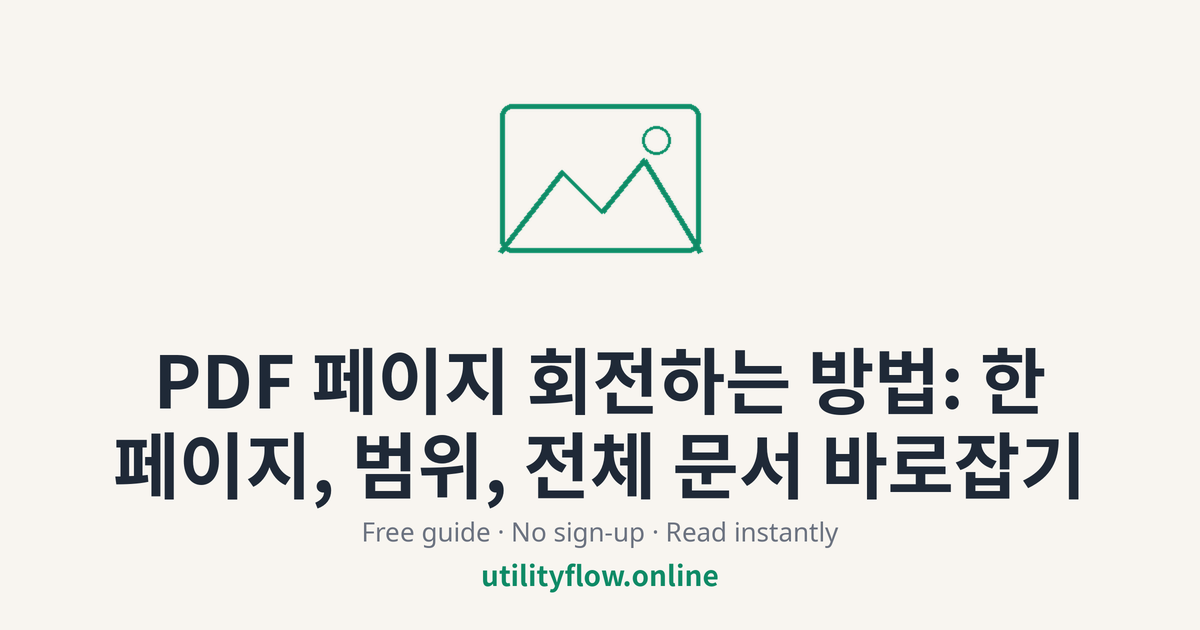 PDF 페이지 회전하는 방법: 한
페이지, 범위, 전체 문서 바로잡기
Free guide · No sign-up · Read instantly
utilityflow.online